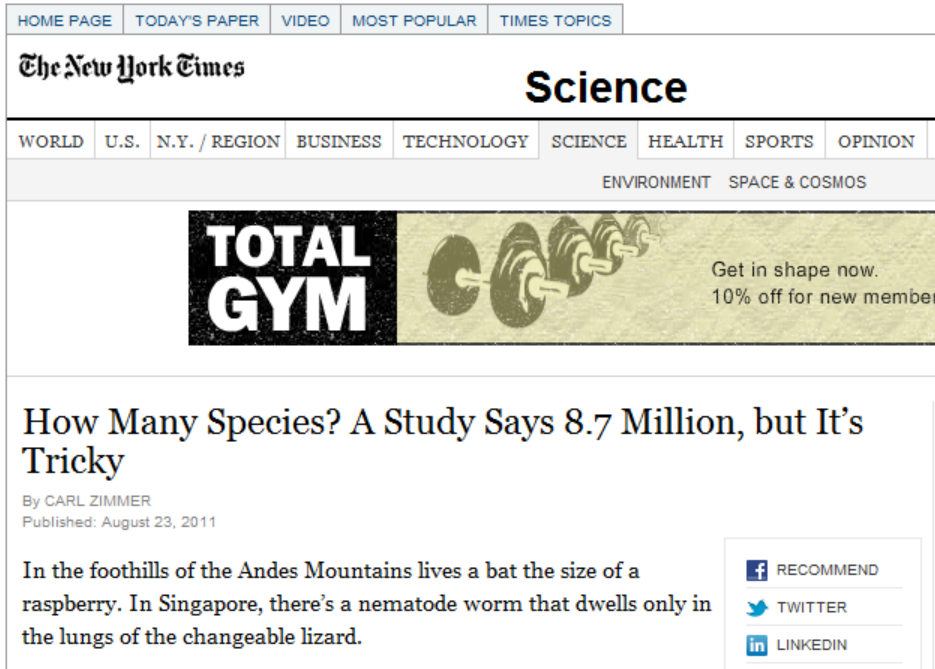 HOME PAGE TODAY'S PAPER VIDEO MOST POPULAR TIMES TOPICS
The New York Times
Science
WORLD U.S. N.Y. / REGION BUSINESS TECHNOLOGY SCIENCE HEALTH SPORTS OPINION
ENVIRONMENT SPACE & COSMOS
TOTAL
GYM
Get in shape now.
10% off for new member
How Many Species? A Study Says 8.7 Million, but It's
Tricky
By CARL ZIMMER
Published: August 23, 2011
In the foothills of the Andes Mountains lives a bat the size of a
raspberry. In Singapore, there's a nematode worm that dwells only in
the lungs of the changeable lizard.
RECOMMEND
TWITTER
LINKEDIN